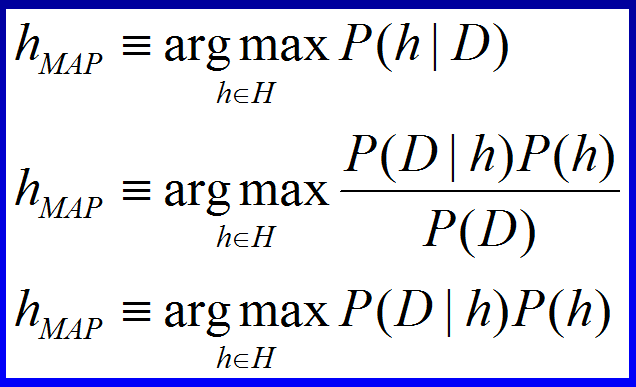 h_MAP ≡ arg max P(h | D)
h∈H
h_MAP ≡ arg max P(D | h)P(h) / P(D)
h∈H
h_MAP ≡ arg max P(D | h)P(h)
h∈H